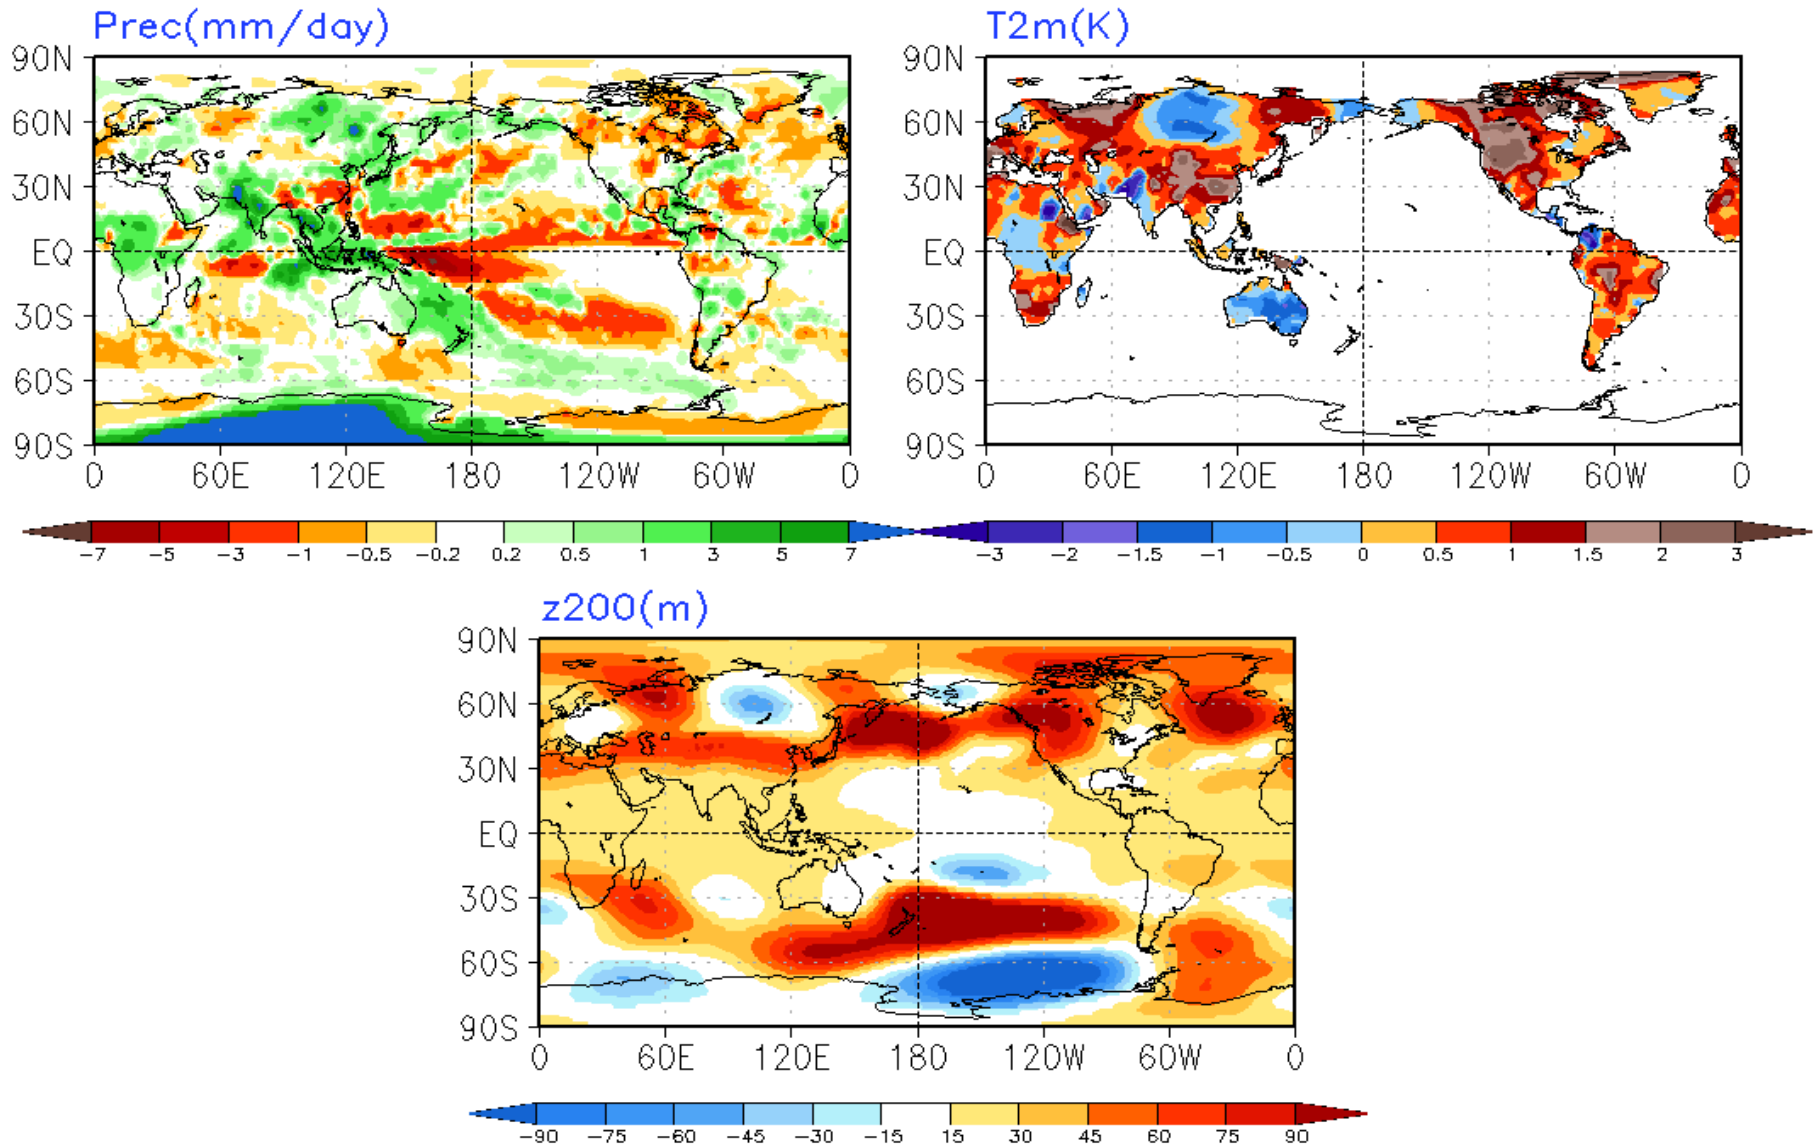 Prec(mm/day)
90N
60N
30N
EQ
30S
60S
90S
0 60E 120E 180 120W 60W 0
-7 -5 -3 -1 -0.5 -0.2 0.2 0.5 1 3 5 7
T2m(K)
90N
60N
30N
EQ
30S
60S
90S
0 60E 120E 180 120W 60W 0
-3 -2 -1.5 -1 -0.5 0 0.5 1 1.5 2 3
z200(m)
90N
60N
30N
EQ
30S
60S
90S
0 60E 120E 180 120W 60W 0
-90 -75 -60 -45 -30 -15 15 30 45 60 75 90